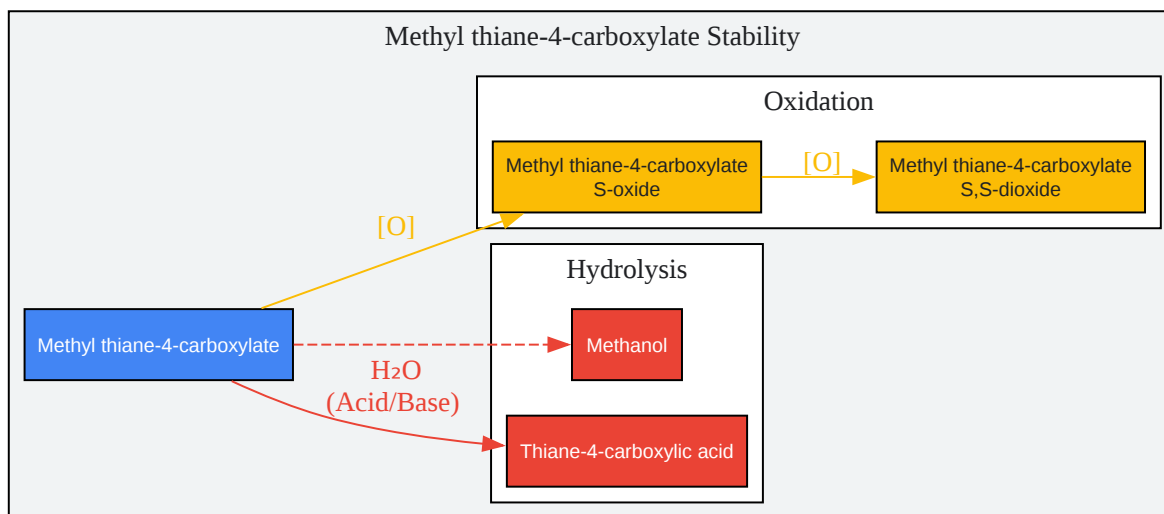 Methyl thiane-4-carboxylate Stability
Oxidation
Methyl thiane-4-carboxylate
S-oxide
[O]
Methyl thiane-4-carboxylate
S,S-dioxide
[O]
Hydrolysis
Methyl thiane-4-carboxylate
Methanol
H₂O
(Acid/Base)
Thiane-4-carboxylic acid